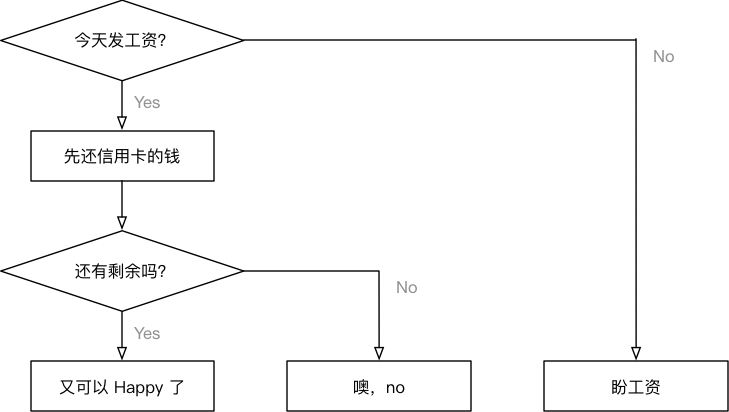 今天发工资?
No
Yes
先还信用卡的钱
还有剩余吗?
No
Yes
又可以 Happy 了
噢，no
盼工资